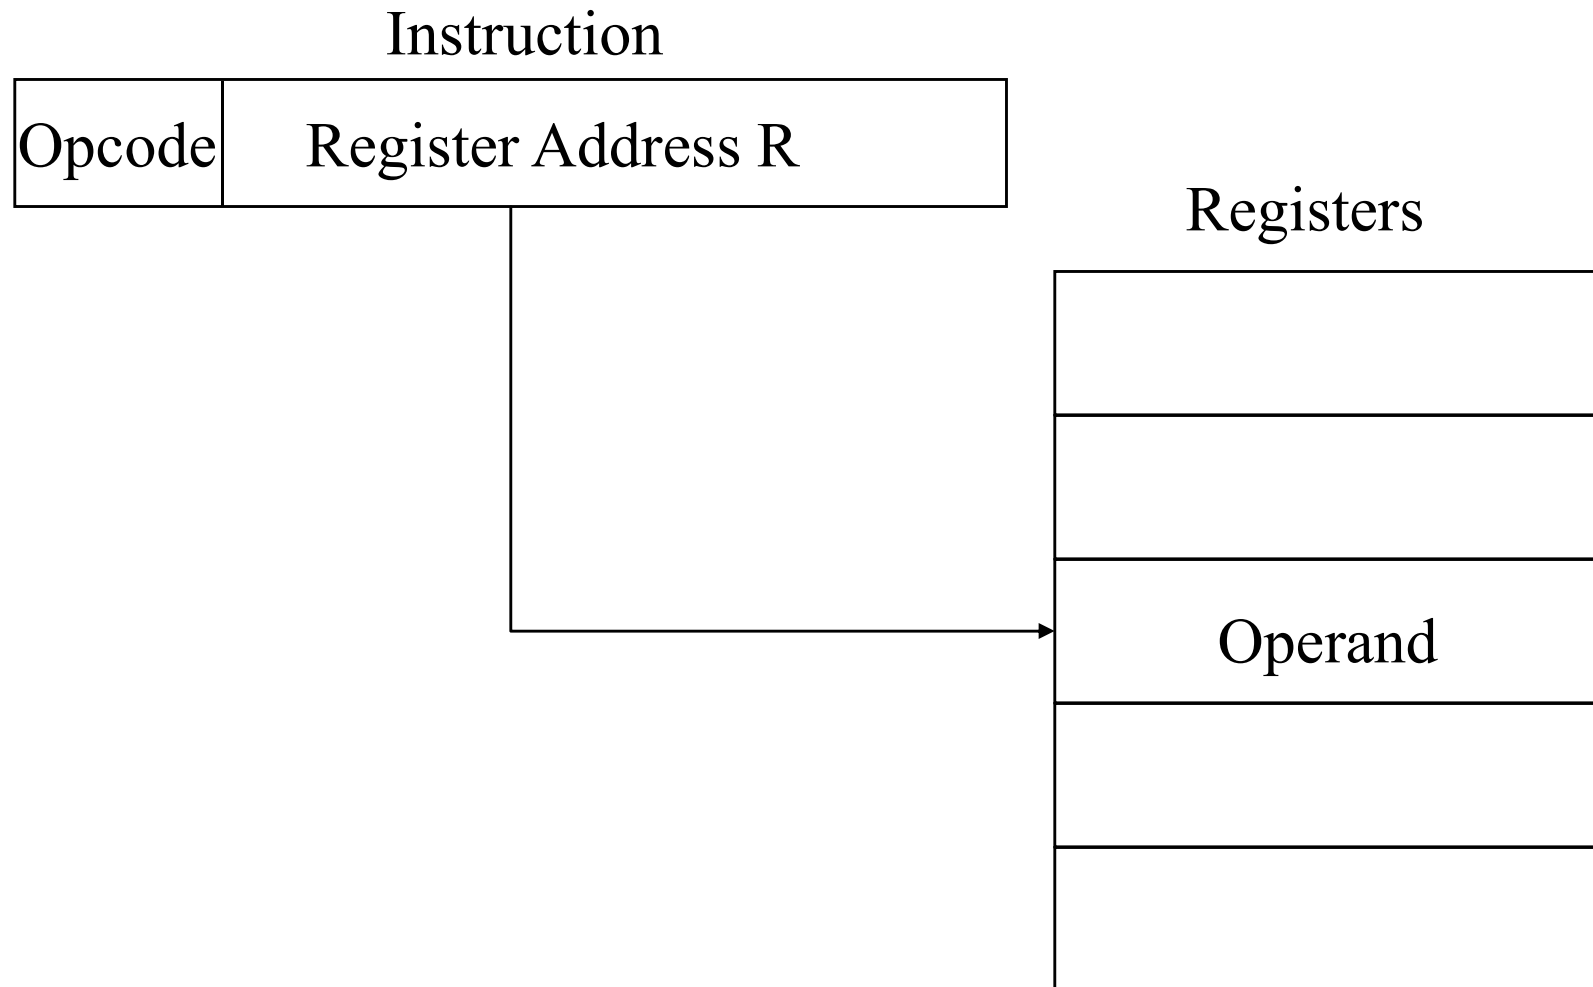 Instruction
Opcode
Register Address R
Registers
Operand